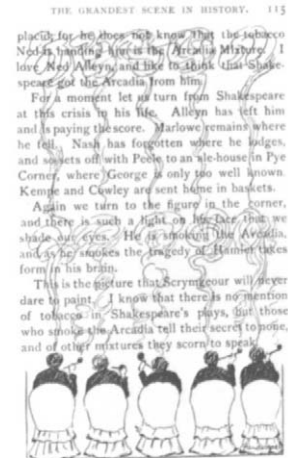 THE GRANDEST SCENE IN HISTORY. 113
placid, for he does not know that the tobacco
Ned is handing him is the Arcadia Mixture. I
love Ned Alleyn, and like to think that Shake-
speare got the Arcadia from him.
For a moment let us turn from Shakespeare
at this crisis in his life. Alleyn has left him
and is paying the score. Marlowe remains where
he fell. Nash has forgotten where he lodges,
and so sets off with Peele to an ale-house in Pye
Corner, where George is only too well known.
Kempe and Cowley are sent home in baskets.
Again we turn to the figure in the corner,
and there is such a light on his face that we
shade our eyes. He is smoking the Arcadia,
and as he smokes the tragedy of Hamlet takes
form in his brain.
This is the picture that Scrymgeour will never
dare to paint. I know that there is no mention
of tobacco in Shakespeare's plays, but those
who smoke the Arcadia tell their secret to none,
and of other mixtures they scorn to speak.